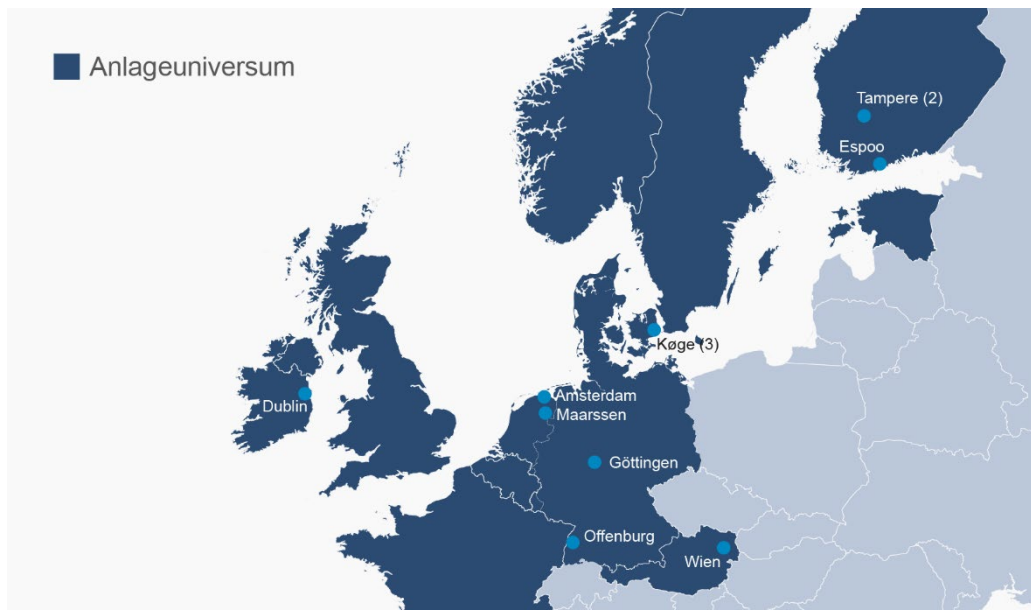 Anlageuniversum
Tampere (2)
Espoo
Køge (3)
Amsterdam
Dublin
Maarssen
Göttingen
Offenburg
Wien